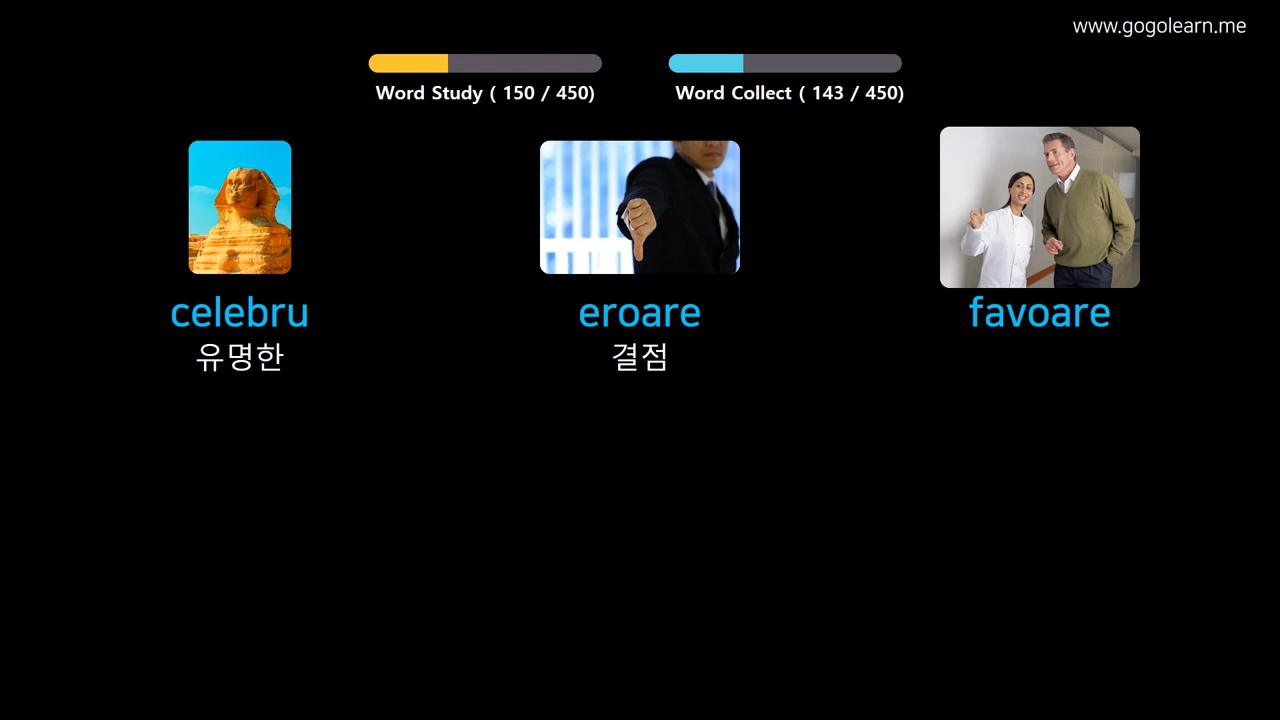 www.gogolearn.me
Word Study ( 150 / 450)
Word Collect ( 143 / 450)
celebru
eroare
favoare
유명한
결점